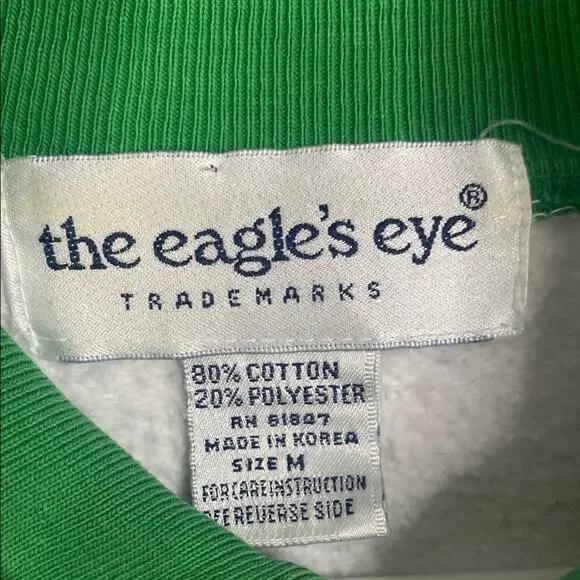 the eagle's eye®
TRADEMARKS
80% COTTON
20% POLYESTER
RN 61847
MADE IN KOREA
SIZE M
FOR CARE INSTRUCTION
SEE REVERSE SIDE